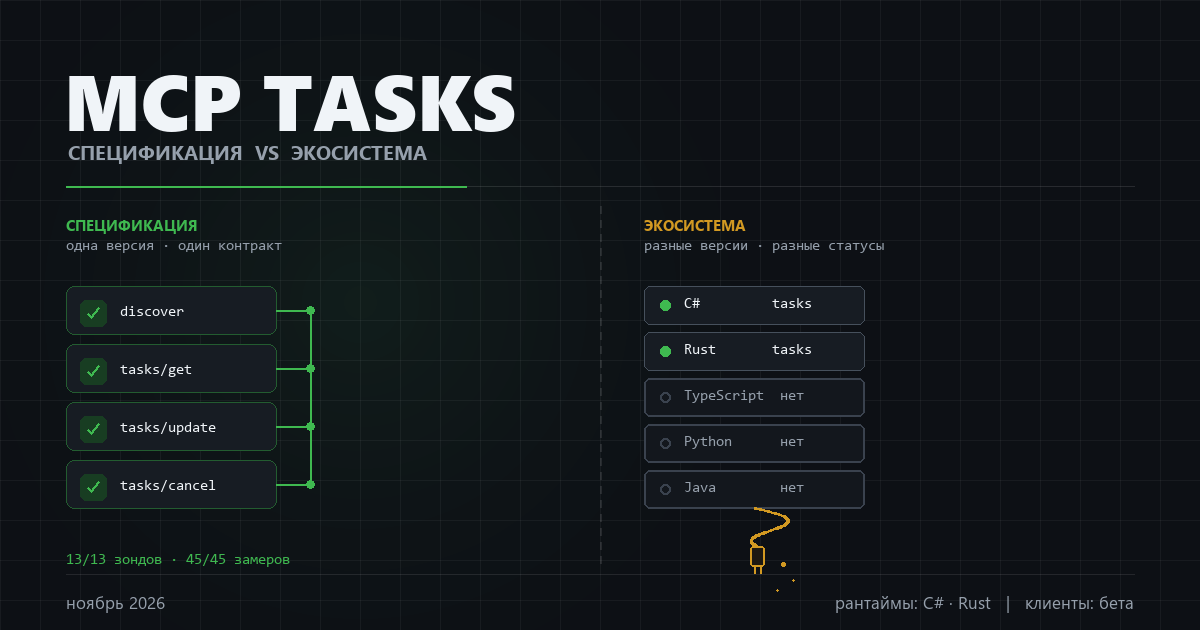 MCP TASKS
СПЕЦИФИКАЦИЯ VS ЭКОСИСТЕМА
СПЕЦИФИКАЦИЯ
одна версия · один контракт
discover
tasks/get
tasks/update
tasks/cancel
13/13 зондов · 45/45 замеров
ЭКОСИСТЕМА
разные версии · разные статусы
C# tasks
Rust tasks
TypeScript нет
Python нет
Java нет
ноябрь 2026
рантаймы: C# · Rust | клиенты: бета